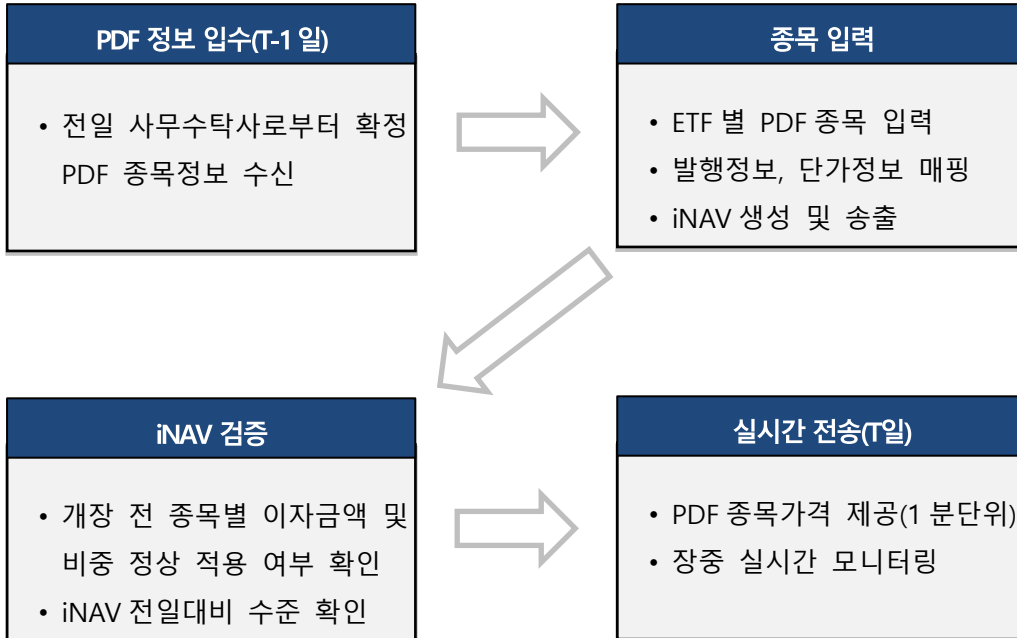 PDF 정보 입수(T-1 일)
• 전일 사무수탁사로부터 확정
PDF 종목정보 수신
종목 입력
• ETF 별 PDF 종목 입력
• 발행정보, 단가정보 매핑
• iNAV 생성 및 송출
iNAV 검증
• 개장 전 종목별 이자금액 및
비중 정상 적용 여부 확인
• iNAV 전일대비 수준 확인
실시간 전송(T일)
• PDF 종목가격 제공(1 분단위)
• 장중 실시간 모니터링